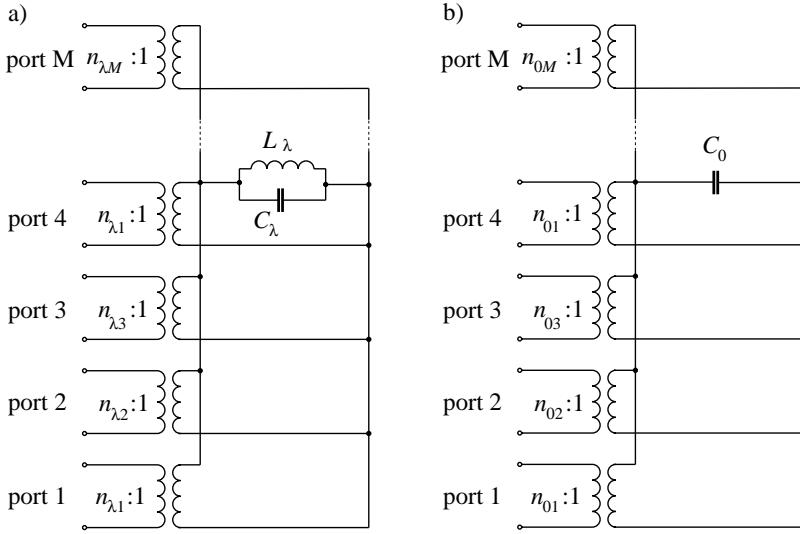 a)
port M n_λM :1
L_λ
C_λ
port 4 n_λ1 :1
port 3 n_λ3 :1
port 2 n_λ2 :1
port 1 n_λ1 :1
b)
port M n_0M :1
C_0
port 4 n_01 :1
port 3 n_03 :1
port 2 n_02 :1
port 1 n_01 :1